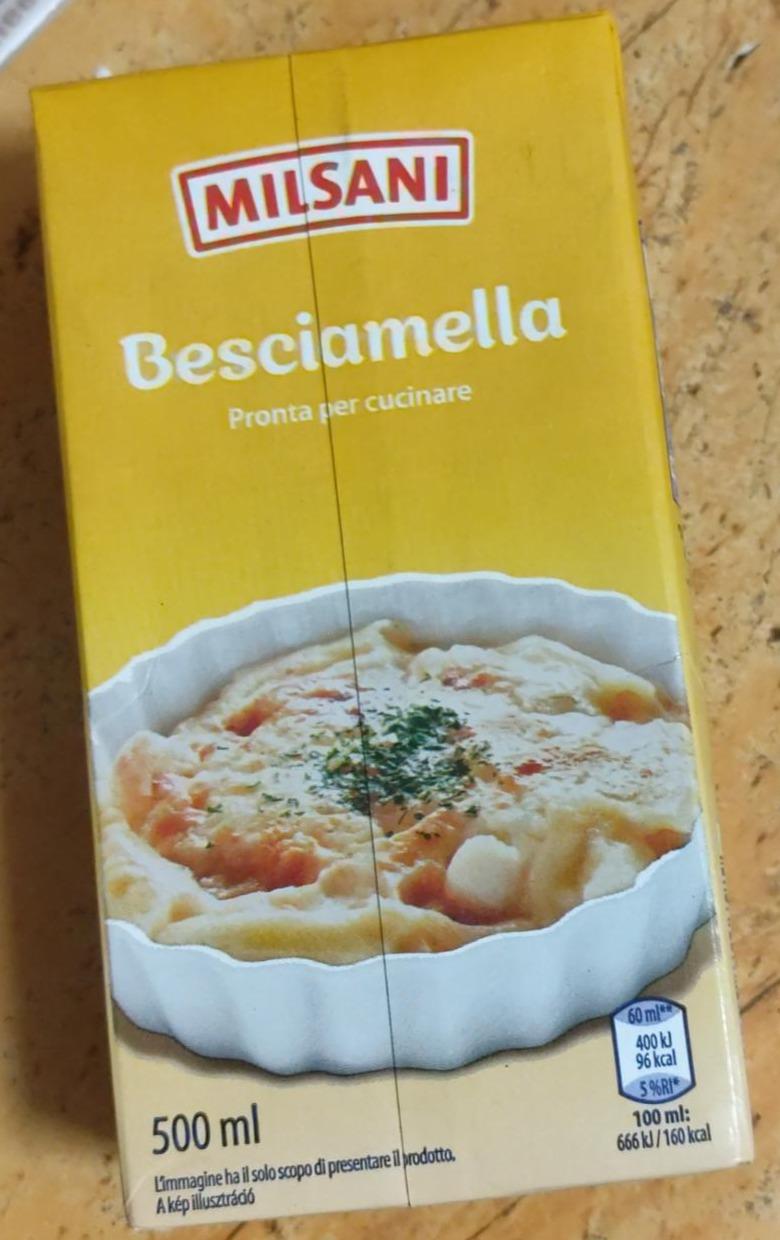 MILSANI
Besciamella
Pronta per cucinare
60 ml**
400 kJ
96 kcal
5 %RI*
100 ml:
666 kJ / 160 kcal
500 ml
L'immagine ha il solo scopo di presentare il prodotto.
A kép illusztráció